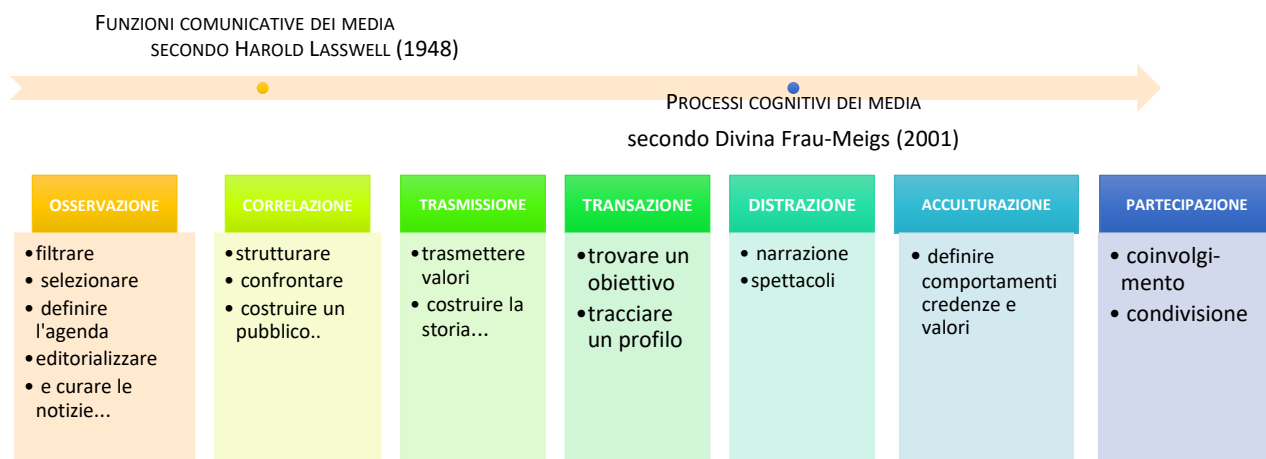 FUNZIONI COMUNICATIVE DEI MEDIA
SECONDO HAROLD LASSWELL (1948)
PROCESSI COGNITIVI DEI MEDIA
secondo Divina Frau-Meigs (2001)
OSSERVAZIONE
•filtrare
• selezionare
• definire
l'agenda
•editorializzare
• e curare le
notizie...
CORRELAZIONE
•strutturare
• confrontare
• costruire un
pubblico..
TRASMISSIONE
•trasmettere
valori
• costruire la
storia...
TRANSAZIONE
•trovare un
obiettivo
•tracciare
un profilo
DISTRAZIONE
• narrazione
•spettacoli
ACCULTURAZIONE
• definire
comportamenti
credenze e
valori
PARTECIPAZIONE
• coinvolgi-
mento
• condivisione